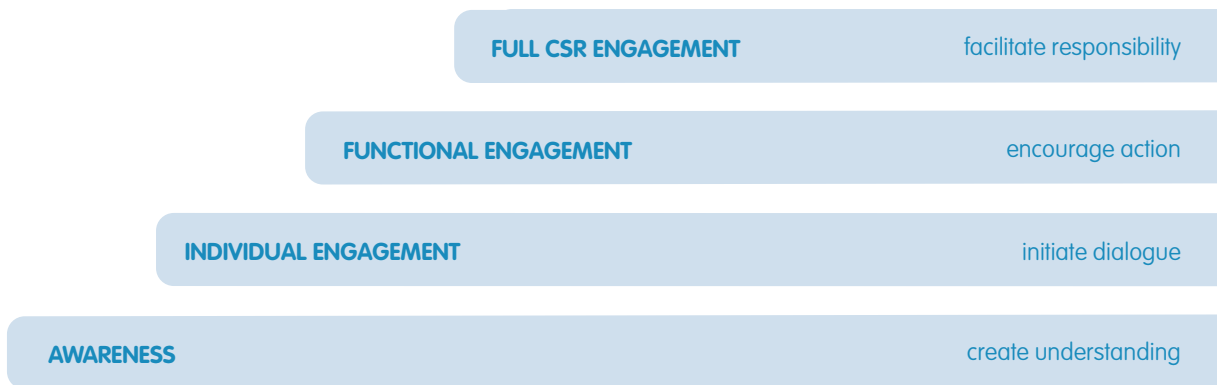 FULL CSR ENGAGEMENT facilitate responsibility
FUNCTIONAL ENGAGEMENT encourage action
INDIVIDUAL ENGAGEMENT initiate dialogue
AWARENESS create understanding